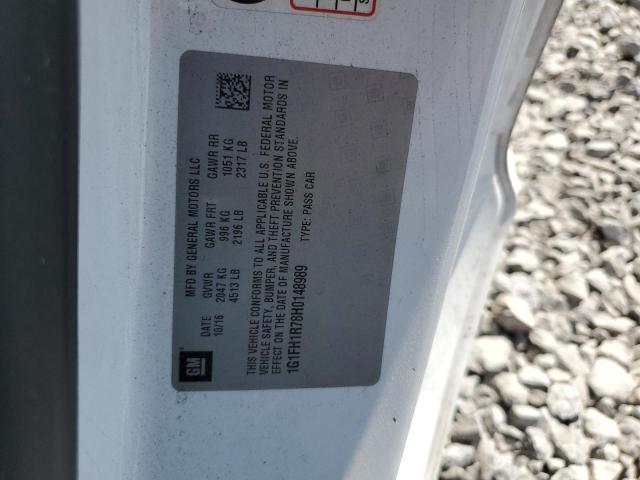 GM
MFD BY GENERAL MOTORS LLC
DATE GVWR GAWR FRT GAWR RR
10/16 2047 KG 996 KG 1051 KG
4513 LB 2196 LB 2317 LB
THIS VEHICLE CONFORMS TO ALL APPLICABLE U.S. FEDERAL MOTOR
VEHICLE SAFETY, BUMPER, AND THEFT PREVENTION STANDARDS IN
EFFECT ON THE DATE OF MANUFACTURE SHOWN ABOVE.
1G1FH1R78H0148989 TYPE: PASS CAR